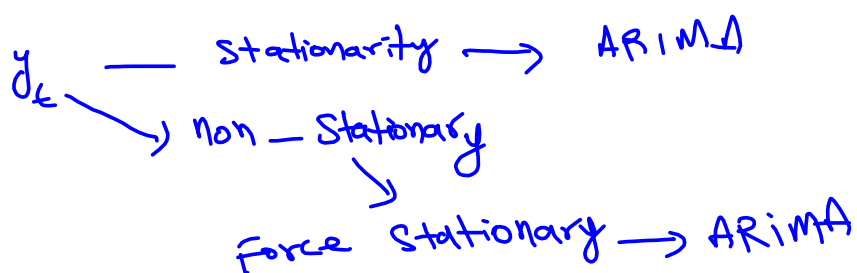 y_t — Stationarity → ARIMA
→ non - Stationary
Force Stationary → ARiMA